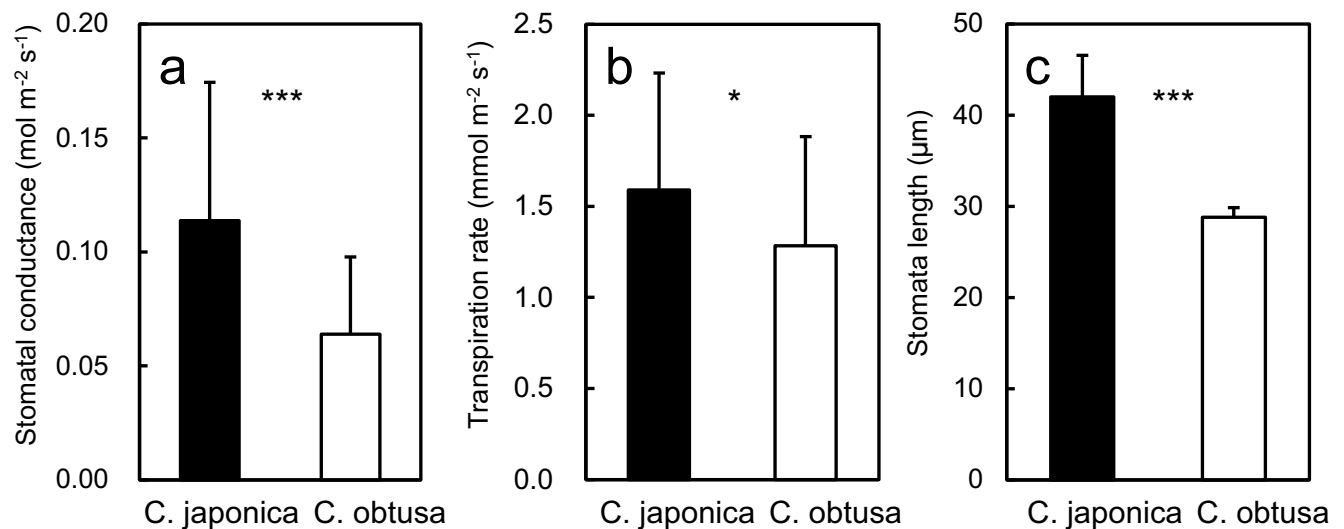 Stomatal conductance (mol m⁻² s⁻¹)
0.20
0.15
0.10
0.05
0.00
a
***
C. japonica C. obtusa
Transpiration rate (mmol m⁻² s⁻¹)
2.5
2.0
1.5
1.0
0.5
0.0
b
*
C. japonica C. obtusa
Stomata length (μm)
50
40
30
20
10
0
c
***
C. japonica C. obtusa